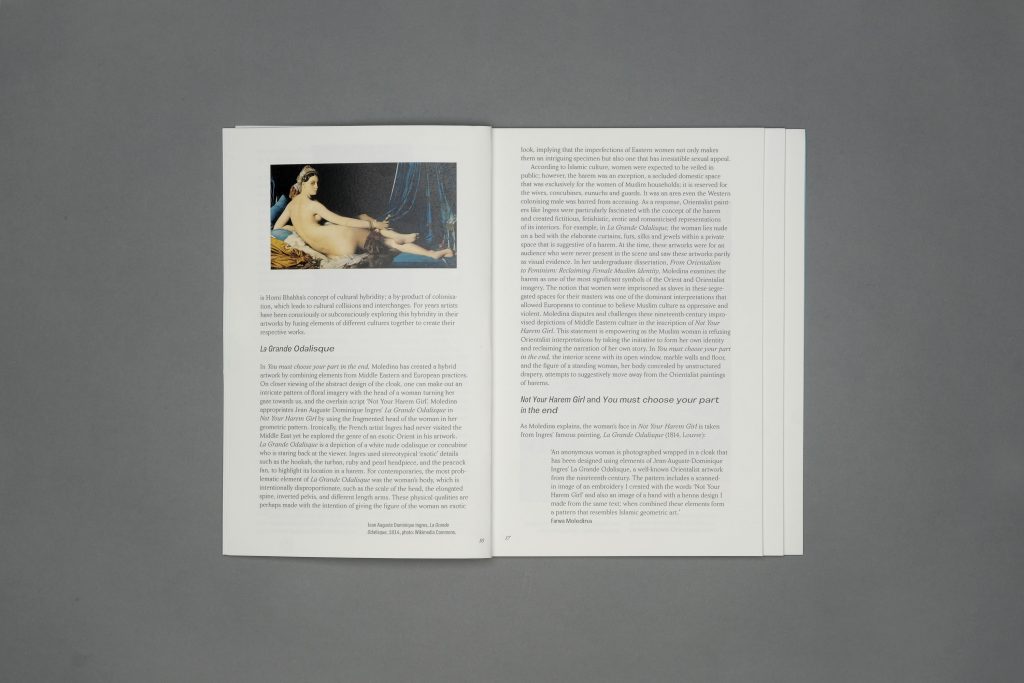 is Homi Bhabha's concept of cultural hybridity; a by product of colonisa-
tion, which leads to cultural collisions and interchanges. For years artists
have been consciously or subconsciously exploring this hybridity in their
artworks by fusing elements of different cultures together to create their
respective works.
La Grande Odalisque
In You must choose your part in the end, Moledina has created a hybrid
artwork by combining elements from Middle Eastern and European practices.
On closer viewing of the abstract design of the cloak, one can make out an
intricate pattern of floral imagery with the head of a woman turning her
gaze towards us, and the overlain script 'Not Your Harem Girl'. Moledina
appropriates Jean Auguste Dominique Ingres' La Grande Odalisque in
Not Your Harem Girl by using the fragmented head of the woman in her
geometric pattern. Ironically, the French artist Ingres had never visited the
Middle East yet he explored the genre of an exotic Orient in his artwork.
La Grande Odalisque is a depiction of a white nude odalisque or concubine
who is staring back at the viewer. Ingres used stereotypical 'exotic' details
such as the hookah, the turban, ruby and pearl headpiece, and the peacock
fan, to highlight its location in a harem. For contemporaries, the most prob-
lematic element of La Grande Odalisque was the woman's body, which is
intentionally disproportionate, such as the scale of the head, the elongated
spine, inverted pelvis, and different length arms. These physical qualities are
perhaps made with the intention of giving the figure of the woman an exotic
Jean Auguste Dominique Ingres, La Grande
Odalisque, 1814, photo: Wikimedia Commons.
16
look, implying that the imperfections of Eastern women not only makes
them an intriguing specimen but also one that has irresistible sexual appeal.
According to Islamic culture, women were expected to be veiled in
public; however, the harem was an exception, a secluded domestic space
that was exclusively for the women of Muslim households; it is reserved for
the wives, concubines, eunuchs and guards. It was an area even the Western
colonising male was barred from accessing. As a response, Orientalist paint-
ers like Ingres were particularly fascinated with the concept of the harem
and created fictitious, fetishistic, erotic and romanticised representations
of its interiors. For example, in La Grande Odalisque, the woman lies nude
on a bed with the elaborate curtains, furs, silks and jewels within a private
space that is suggestive of a harem. At the time, these artworks were for an
audience who were never present in the scene and saw these artworks partly
as visual evidence. In her undergraduate dissertation, From Orientalism
to Feminism: Reclaiming Female Muslim Identity, Moledina examines the
harem as one of the most significant symbols of the Orient and Orientalist
imagery. The notion that women were imprisoned as slaves in these segre-
gated spaces for their masters was one of the dominant interpretations that
allowed Europeans to continue to believe Muslim culture as oppressive and
violent. Moledina disputes and challenges these nineteenth-century impro-
vised depictions of Middle Eastern culture in the inscription of Not Your
Harem Girl. This statement is empowering as the Muslim woman is refusing
Orientalist interpretations by taking the initiative to form her own identity
and reclaiming the narration of her own story. In You must choose your part
in the end, the interior scene with its open window, marble walls and floor,
and the figure of a standing woman, her body concealed by unstructured
drapery, attempts to suggestively move away from the Orientalist paintings
of harems.
Not Your Harem Girl and You must choose your part
in the end
As Moledina explains, the woman's face in Not Your Harem Girl is taken
from Ingres' famous painting, La Grande Odalisque (1814, Louvre):
'An anonymous woman is photographed wrapped in a cloak that
has been designed using elements of Jean Auguste Dominique
Ingres' La Grande Odalisque, a well-known Orientalist artwork
from the nineteenth century. The pattern includes a scanned-
in image of an embroidery I created with the words 'Not Your
Harem Girl' and also an image of a hand with a henna design I
made from the same text; when combined these elements form
a pattern that resembles Islamic geometric art.'
Farwa Moledina
17